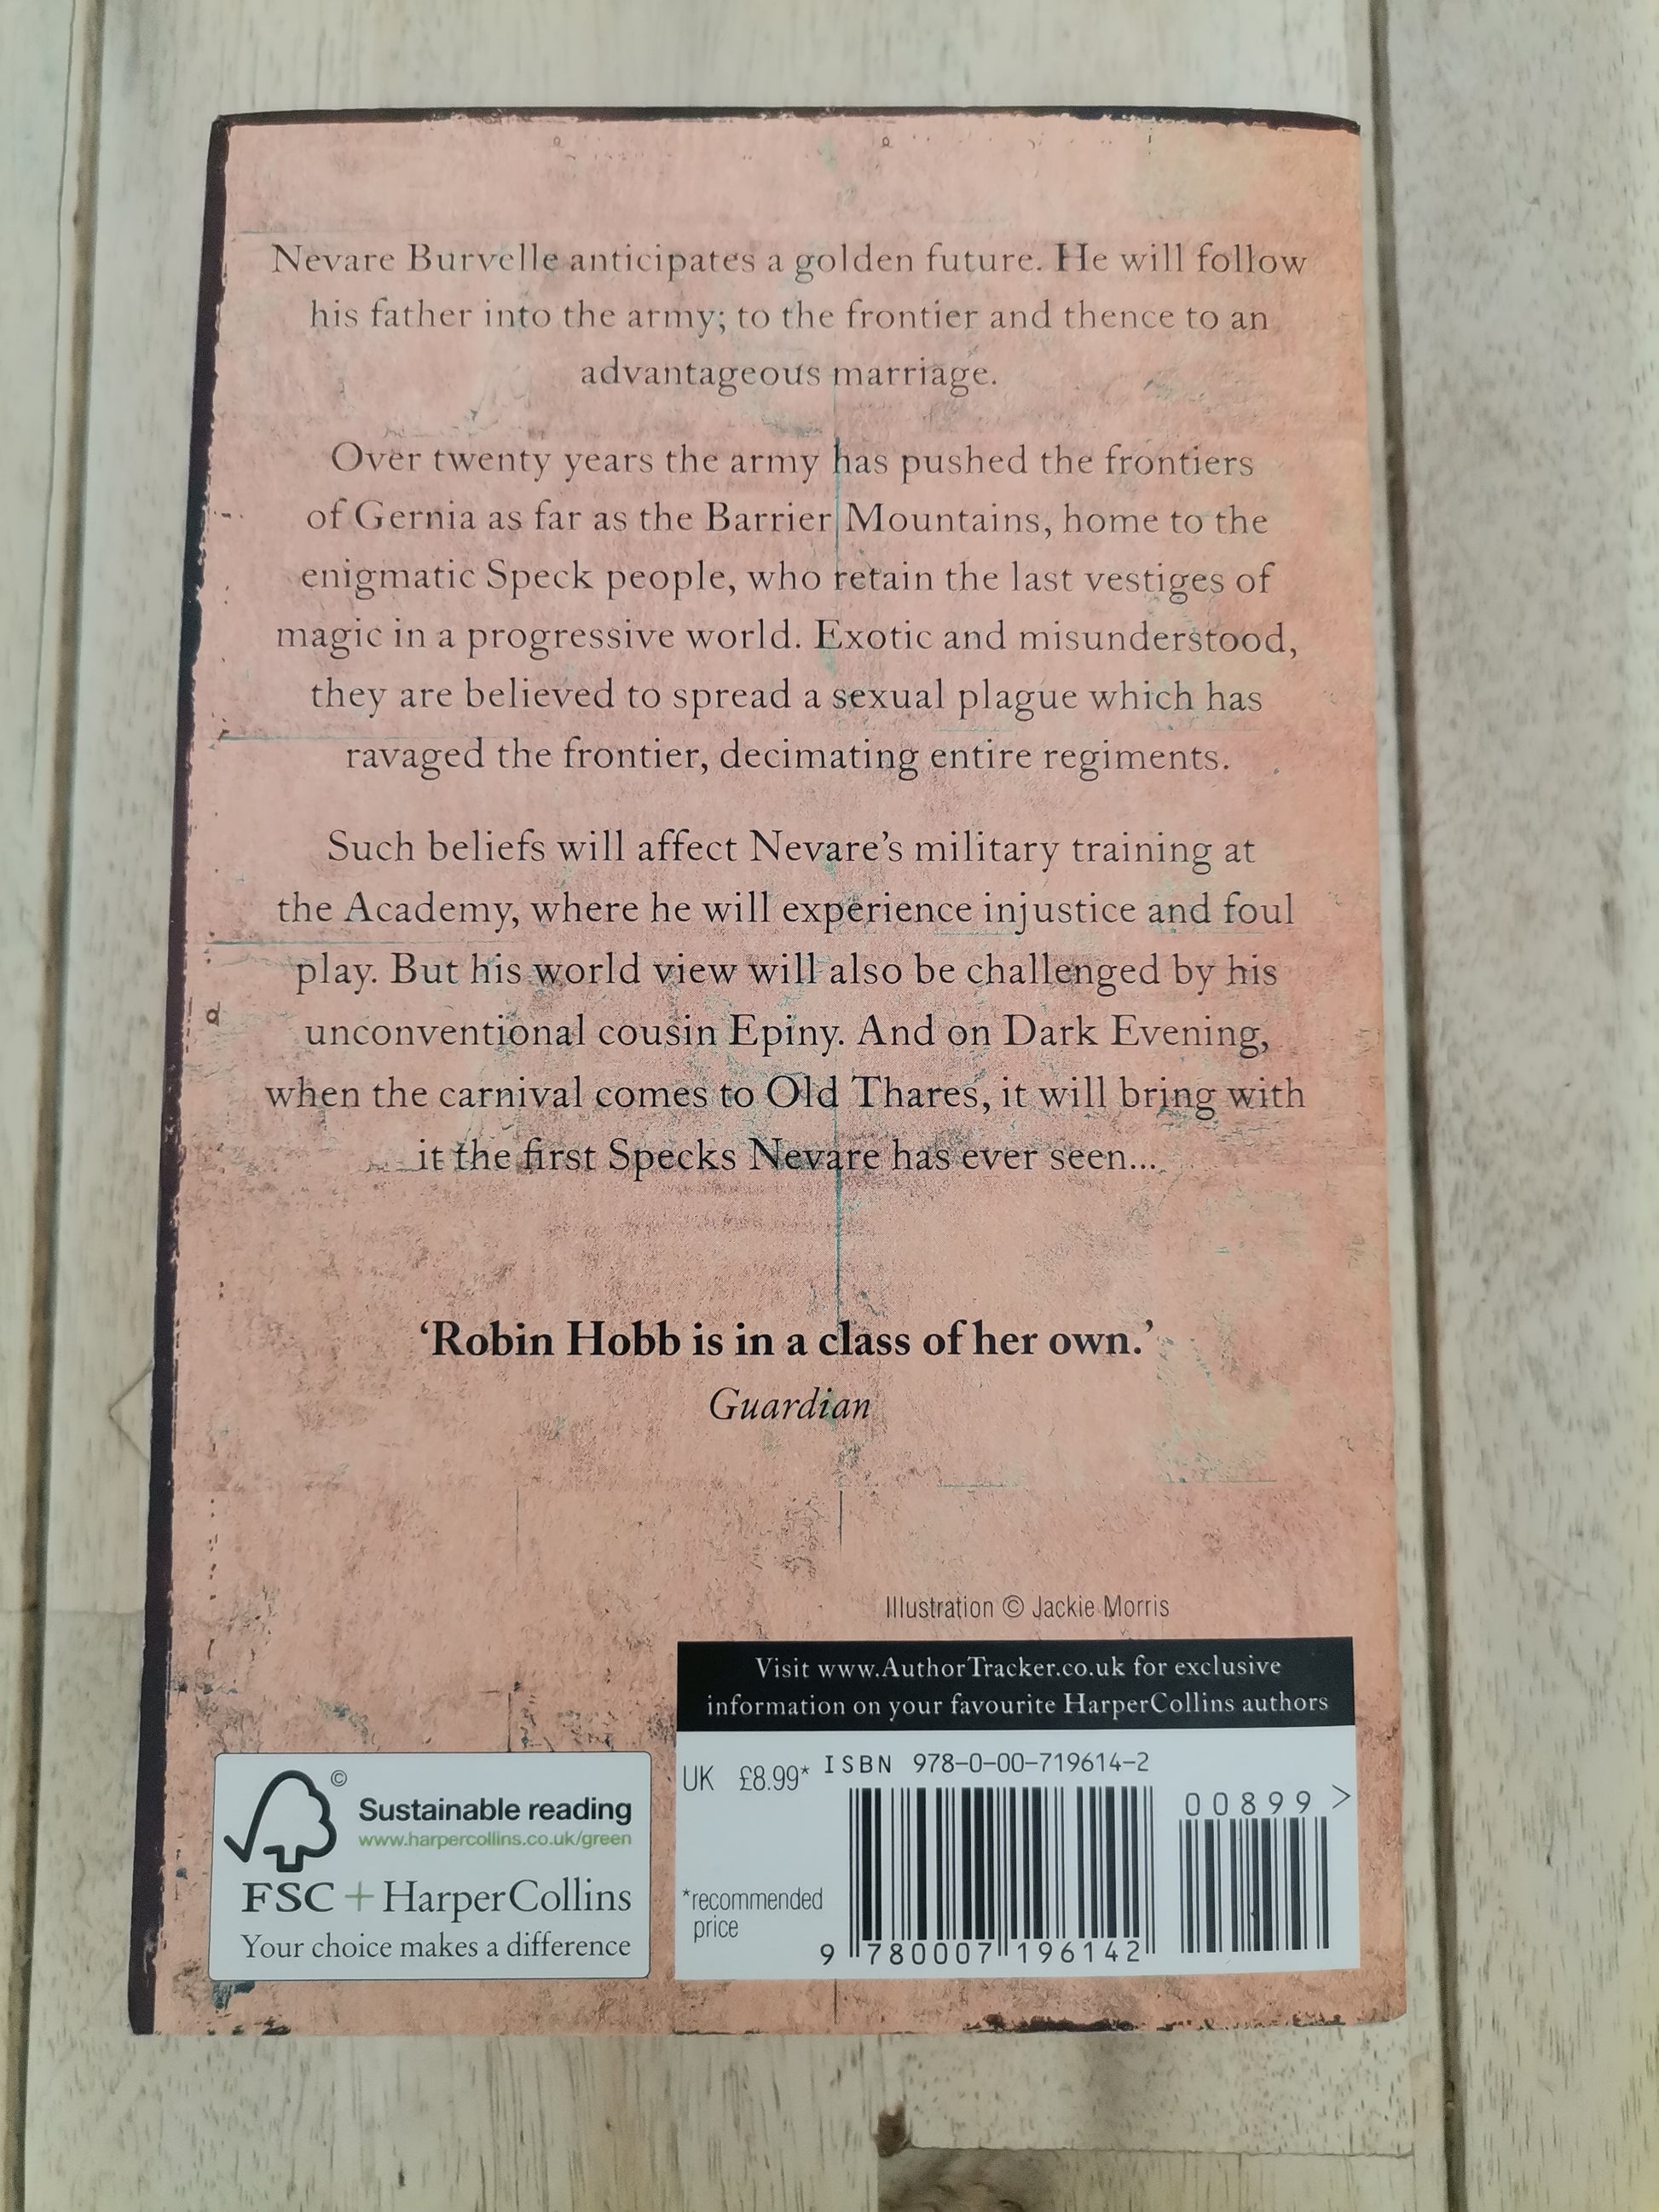 Nevare Burvelle anticipates a golden future. He will follow
his father into the army; to the frontier and thence to an
advantageous marriage.
Over twenty years the army has pushed the frontiers
of Gernia as far as the Barrier Mountains, home to the
enigmatic Speck people, who retain the last vestiges of
magic in a progressive world. Exotic and misunderstood,
they are believed to spread a sexual plague which has
ravaged the frontier, decimating entire regiments.
Such beliefs will affect Nevare’s military training at
the Academy, where he will experience injustice and foul
play. But his world view will also be challenged by his
unconventional cousin Epiny. And on Dark Evening,
when the carnival comes to Old Thares, it will bring with
it the first Specks Nevare has ever seen...
‘Robin Hobb is in a class of her own.’
Guardian
Illustration © Jackie Morris
Visit www.AuthorTracker.co.uk for exclusive
information on your favourite HarperCollins authors
UK £8.99*
ISBN 978-0-00-719614-2
00899 >
*recommended
price
9 780007 196142
©
Sustainable reading
www.harpercollins.co.uk/green
FSC + HarperCollins
Your choice makes a difference